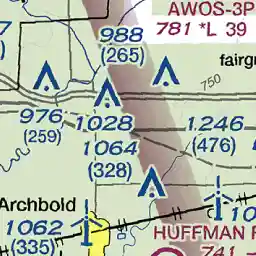 AWOS-3P
988
781 *L 39
(265)
fairgr
750
976
1028
1246
(259)
(476)
1064
(328)
Archbold
1062
(335)
HUFFMAN
741